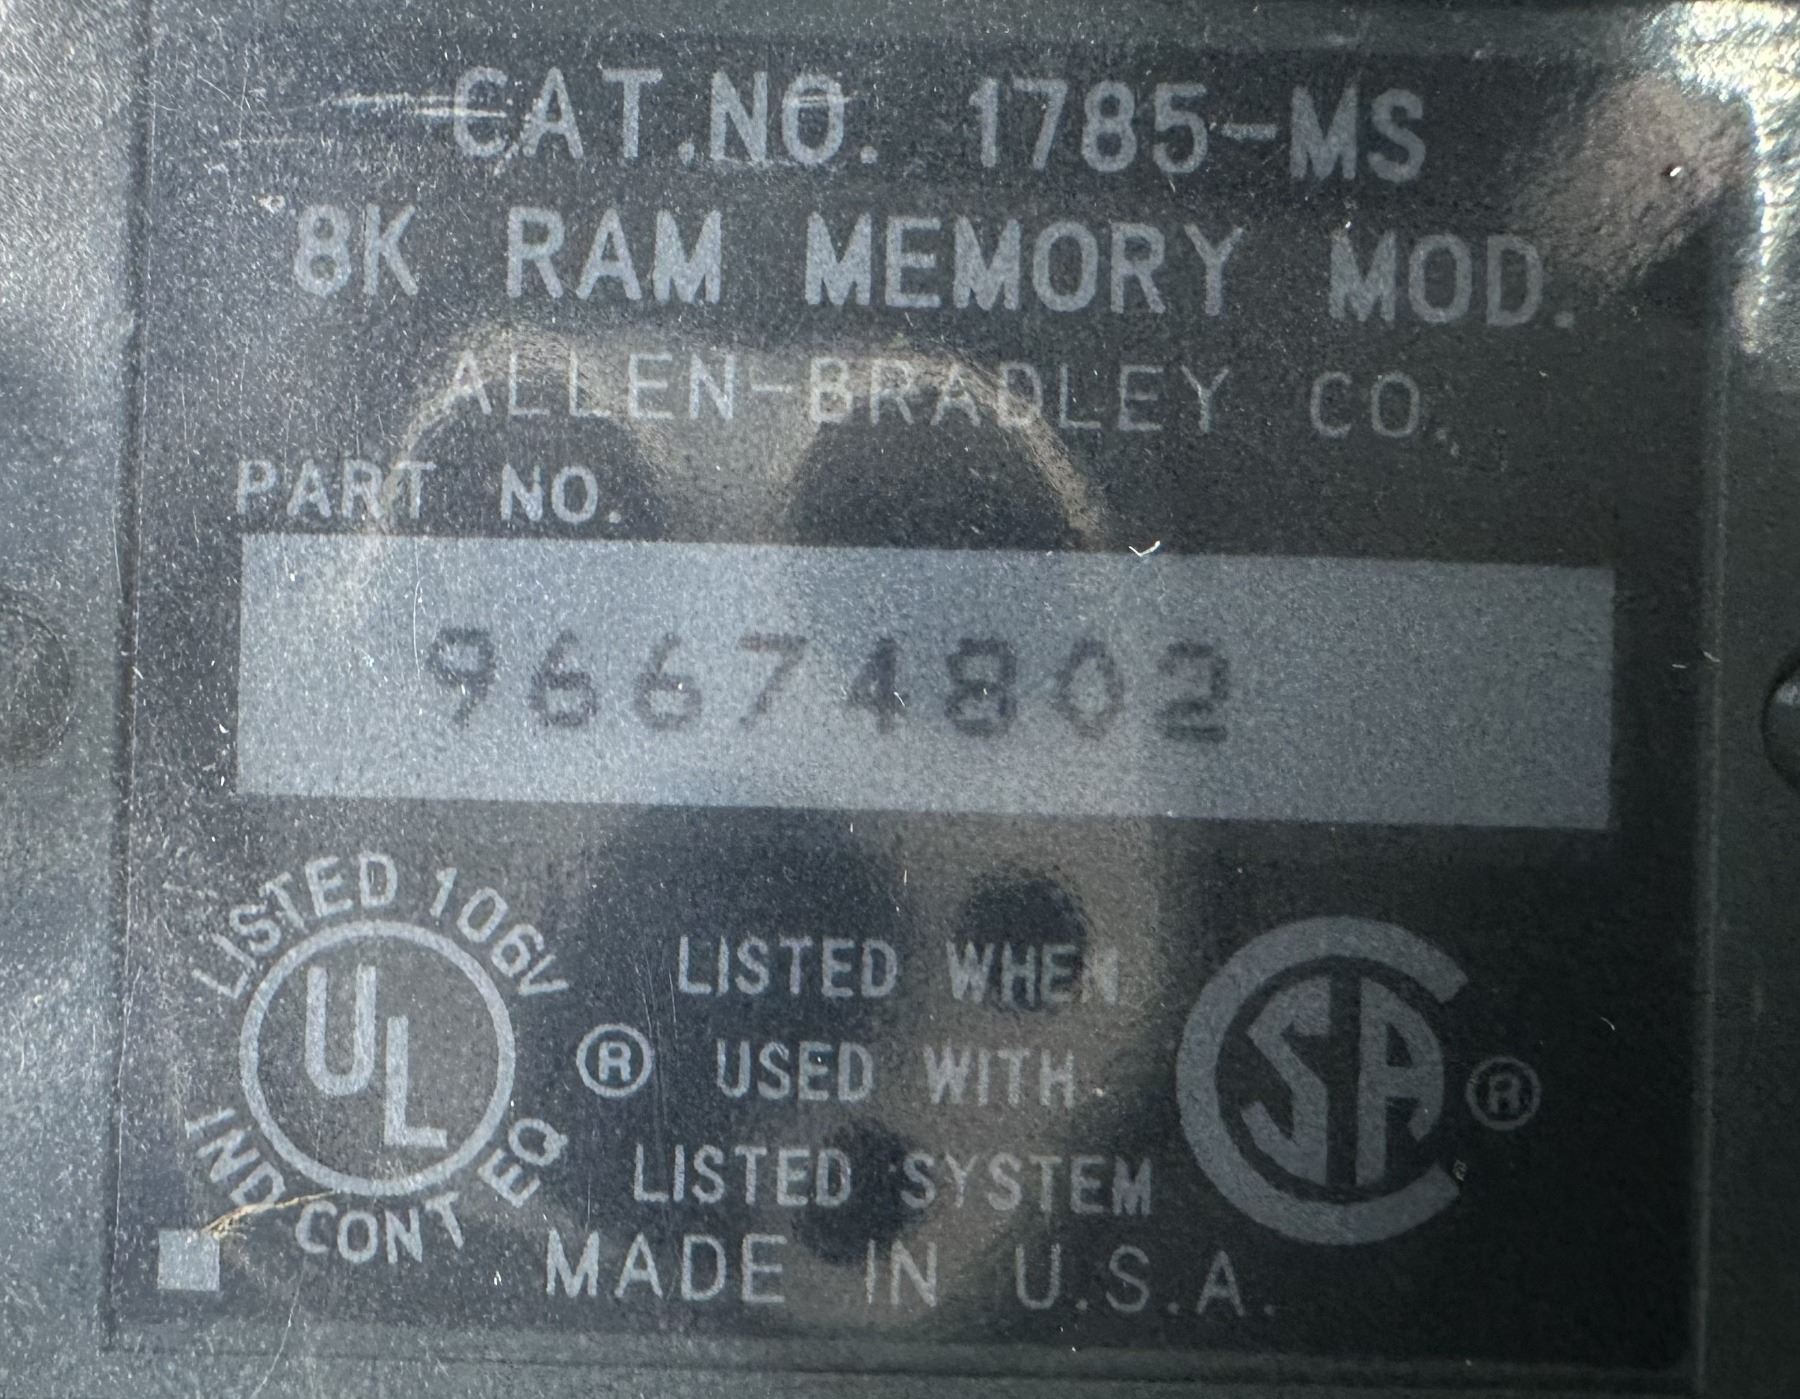 CAT.NO. 1785-MS
8K RAM MEMORY MOD.
ALLEN-BRADLEY CO.
PART NO.
96674802
LISTED 106V
UL
IND CONT EQ
®
LISTED WHEN
USED WITH
LISTED SYSTEM
CSA ®
MADE IN U.S.A.